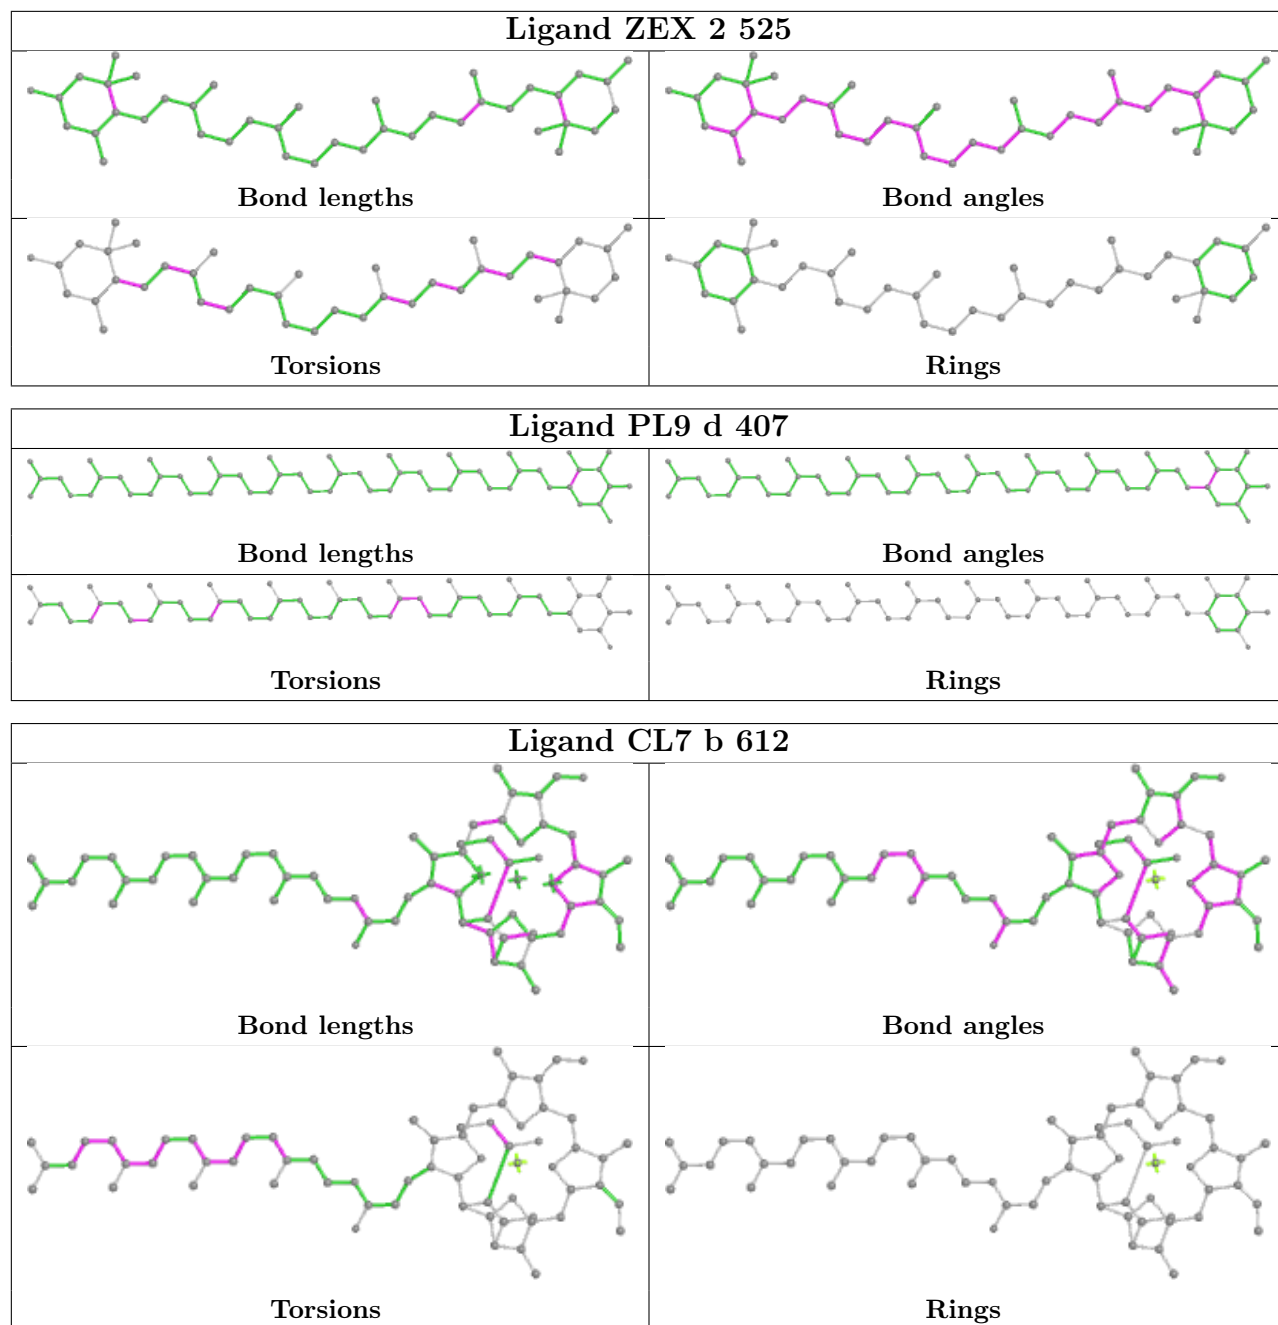 Ligand ZEX 2 525
Bond lengths
Bond angles
Torsions
Rings
Ligand PL9 d 407
Bond lengths
Bond angles
Torsions
Rings
Ligand CL7 b 612
Bond lengths
Bond angles
Torsions
Rings